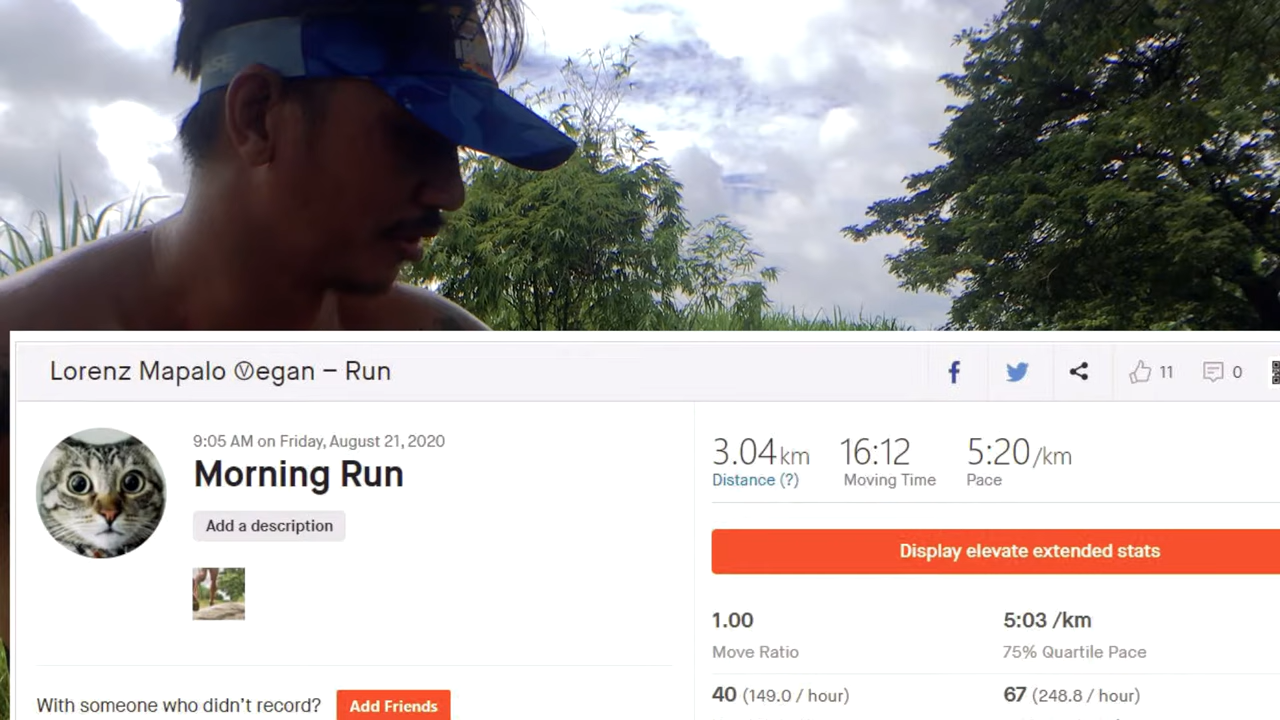 Lorenz Mapalo Ⓥegan – Run
11
0
9:05 AM on Friday, August 21, 2020
Morning Run
Add a description
3.04 km
16:12
5:20 /km
Distance (?)
Moving Time
Pace
Display elevate extended stats
1.00
5:03 /km
Move Ratio
75% Quartile Pace
40 (149.0 / hour)
67 (248.8 / hour)
With someone who didn't record?
Add Friends